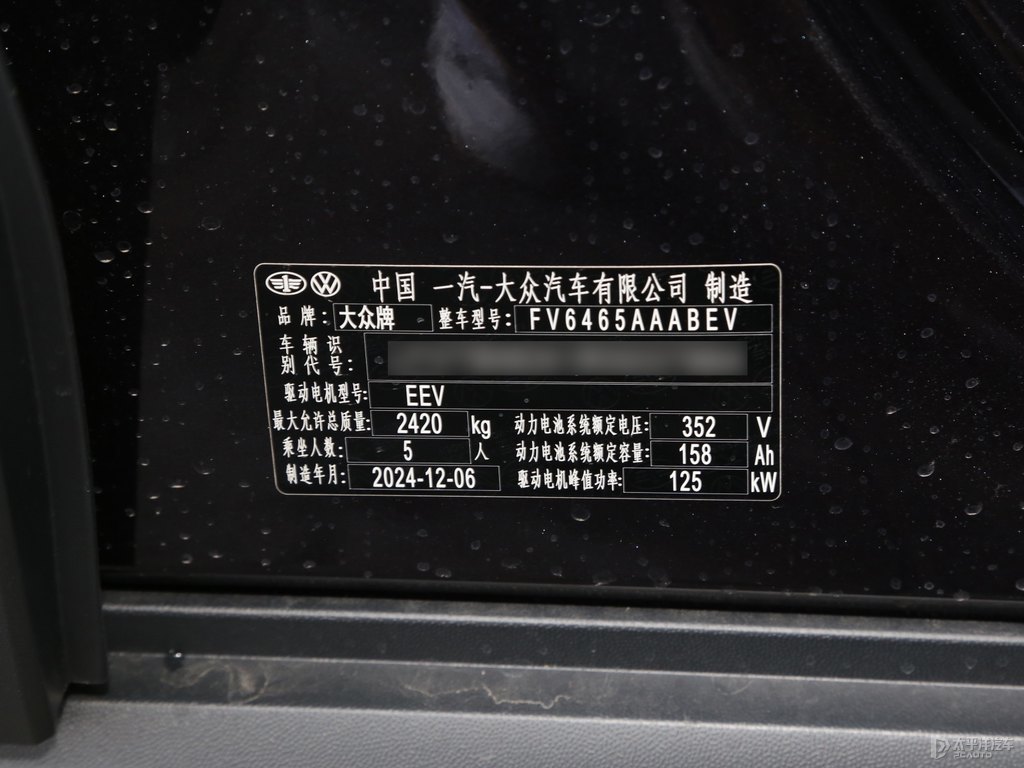 中国 一汽-大众汽车有限公司 制造
品牌: 大众牌 整车型号: FV6465AAABEV
车辆识别代号:
驱动电机型号: EEV
最大允许总质量: 2420 kg 动力电池系统额定电压: 352 V
乘坐人数: 5 人 动力电池系统额定容量: 158 Ah
制造年月: 2024-12-06 驱动电机峰值功率: 125 kW
太平洋汽车
PCAUTO